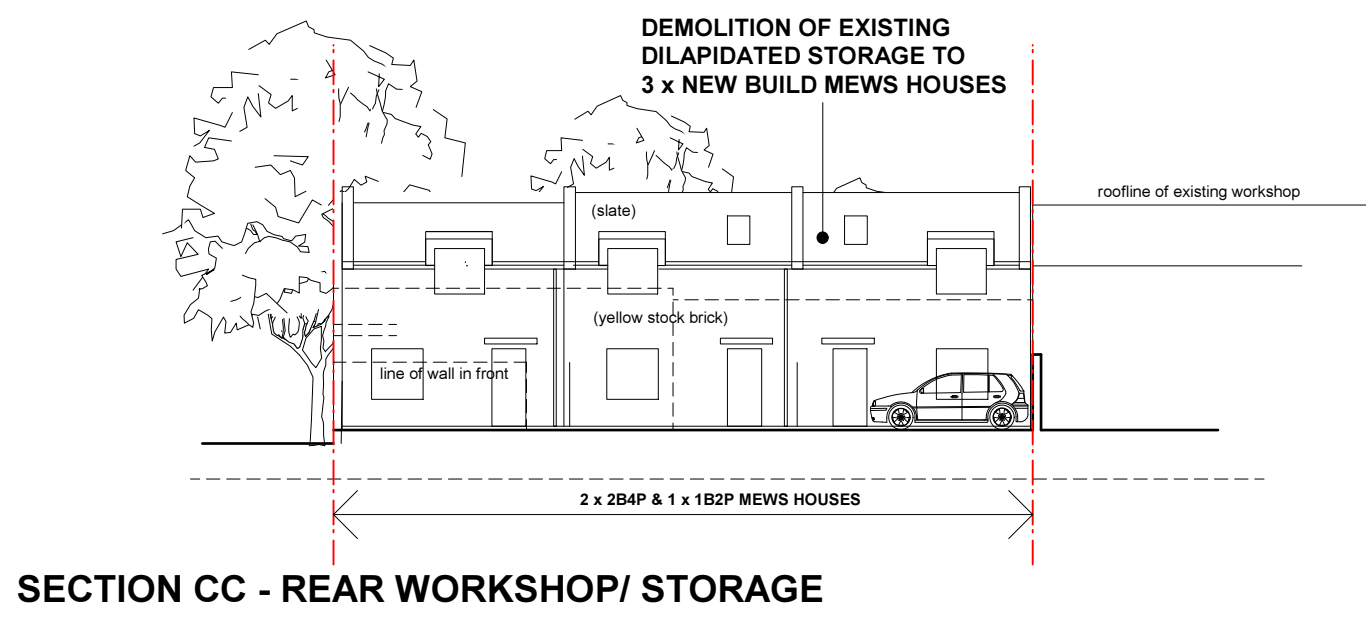 DEMOLITION OF EXISTING
DILAPIDATED STORAGE TO
3 x NEW BUILD MEWS HOUSES
roofline of existing workshop
(slate)
(yellow stock brick)
line of wall in front
2 x 2B4P & 1 x 1B2P MEWS HOUSES
SECTION CC - REAR WORKSHOP/ STORAGE